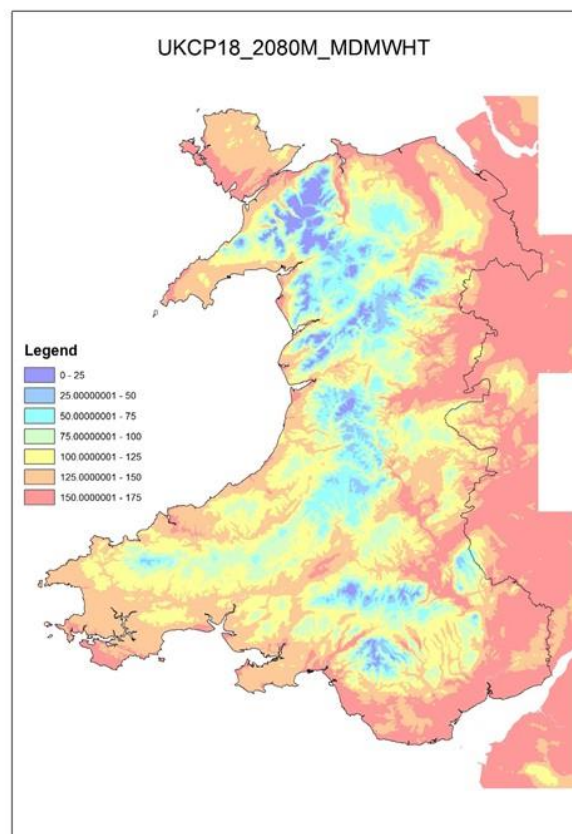 UKCP18_2080M_MDMWHT
Legend
0 - 25
25.00000001 - 50
50.00000001 - 75
75.00000001 - 100
100.0000001 - 125
125.0000001 - 150
150.0000001 - 175